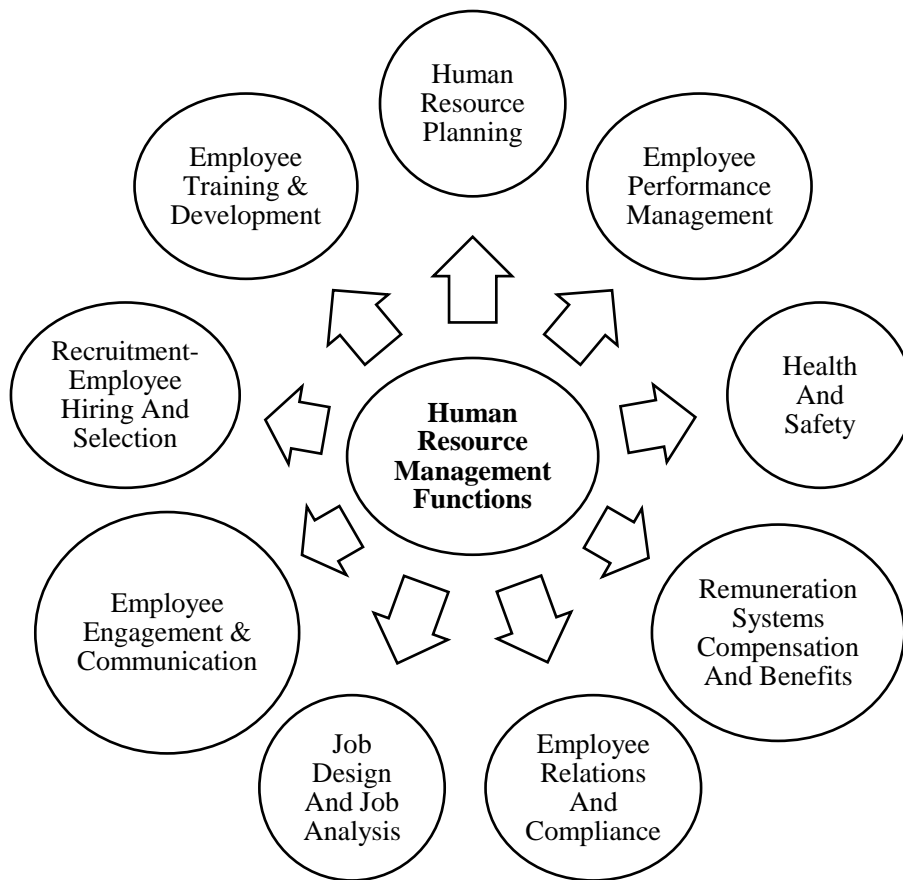 Human
Resource
Planning
Employee
Performance
Management
Health
And
Safety
Remuneration
Systems
Compensation
And Benefits
Employee
Relations
And
Compliance
Job
Design
And Job
Analysis
Employee
Engagement &
Communication
Recruitment-
Employee
Hiring And
Selection
Employee
Training &
Development
Human
Resource
Management
Functions